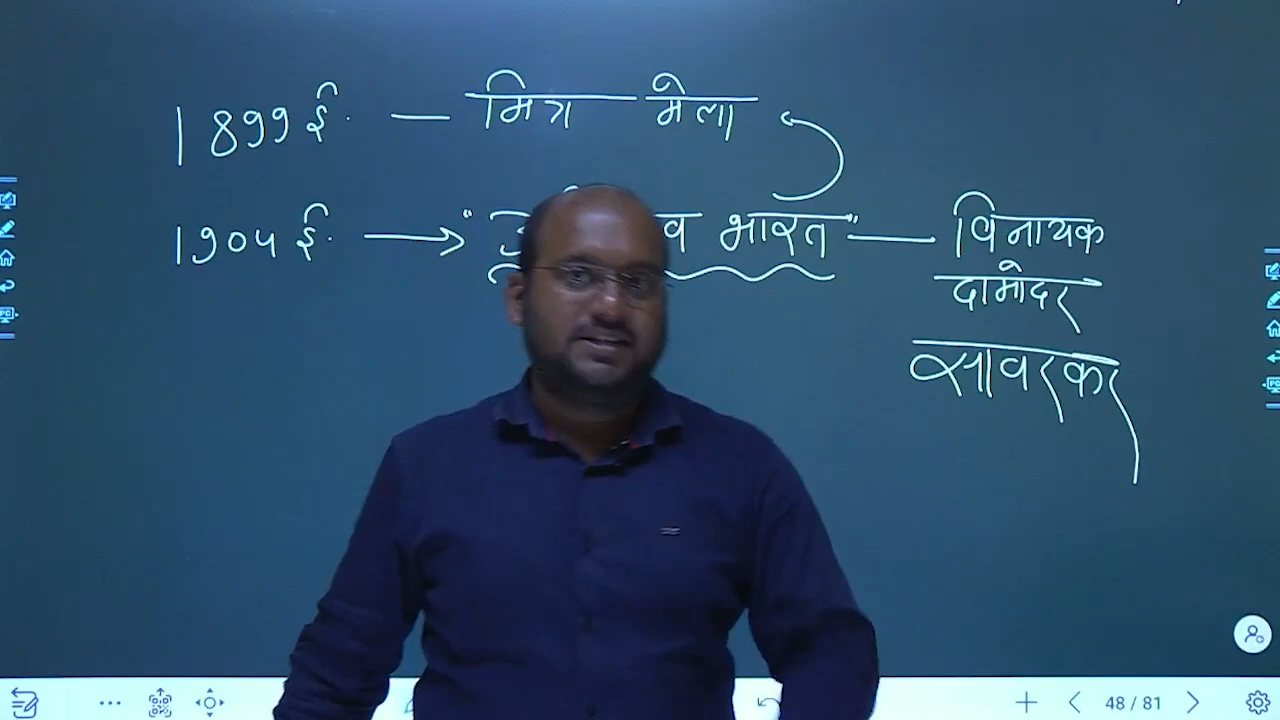 1899 ई. — मित्र मेला
1904 ई. → " व भारत" — विनायक
दामोदर
सावरकर
48 / 81